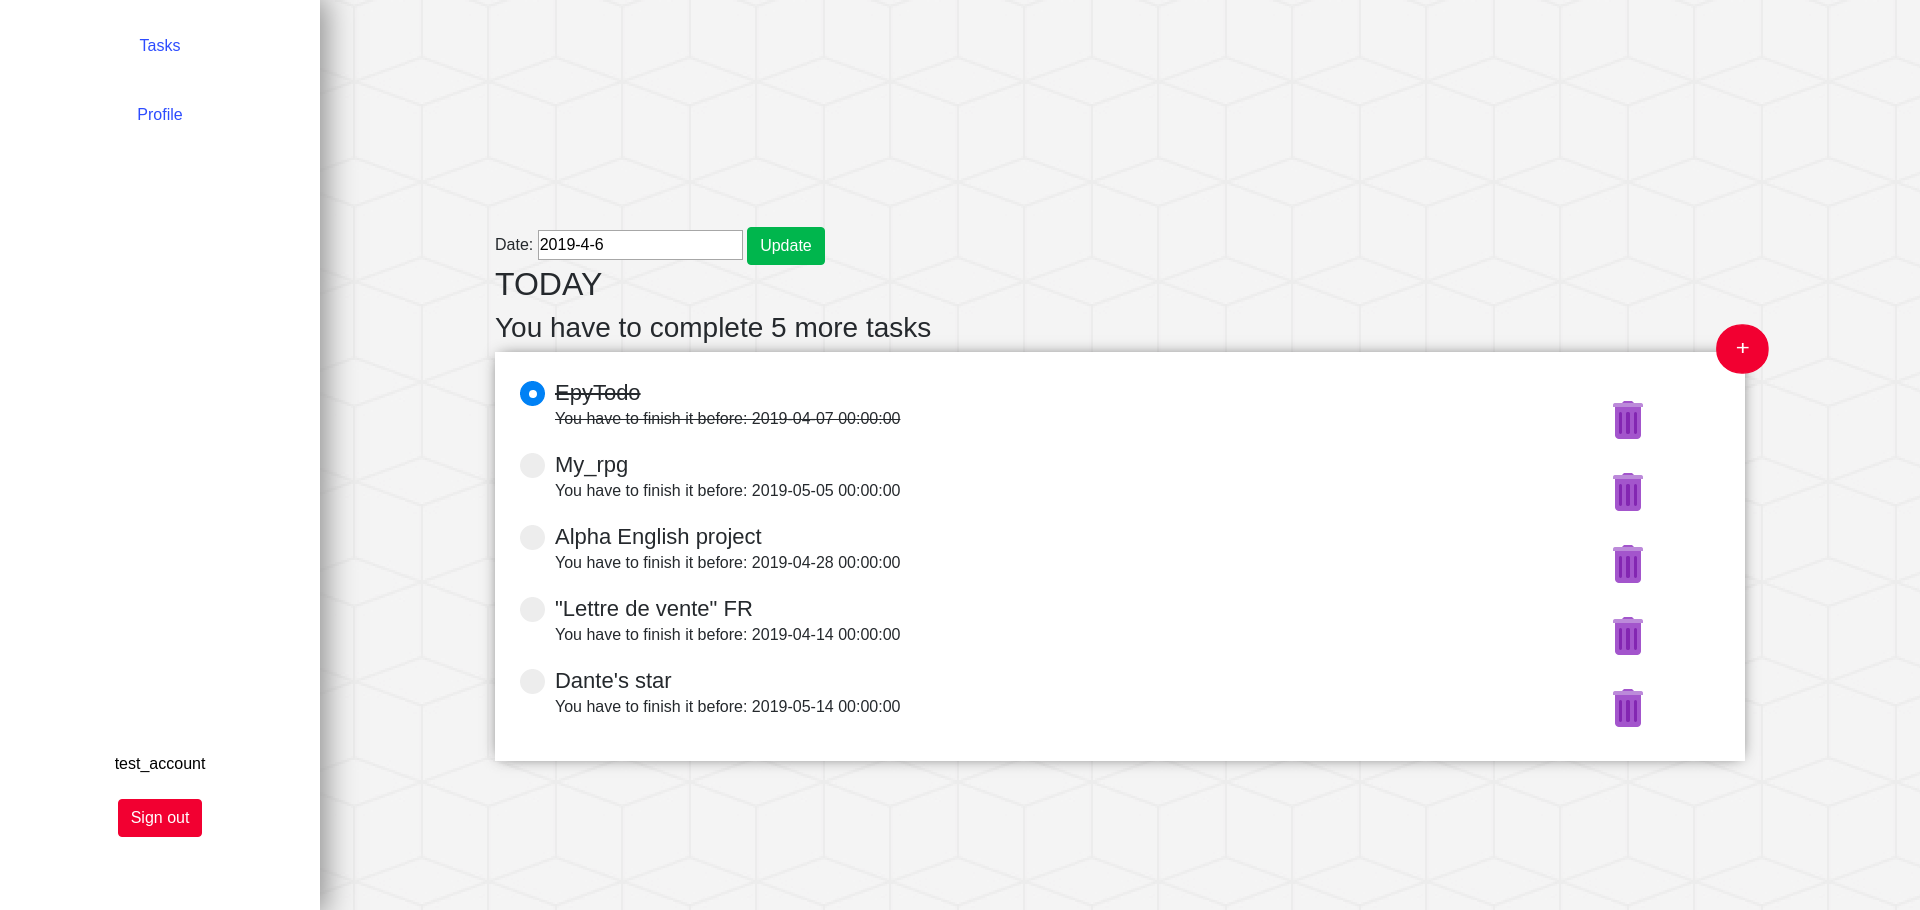 Tasks
Profile
test_account
Sign out
Date: 2019-4-6 Update
TODAY
You have to complete 5 more tasks
+
EpyTodo
You have to finish it before: 2019-04-07 00:00:00
My_rpg
You have to finish it before: 2019-05-05 00:00:00
Alpha English project
You have to finish it before: 2019-04-28 00:00:00
"Lettre de vente" FR
You have to finish it before: 2019-04-14 00:00:00
Dante's star
You have to finish it before: 2019-05-14 00:00:00